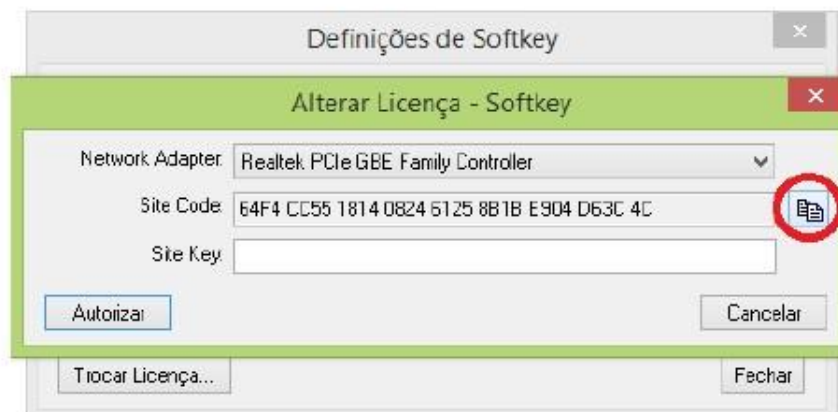 Definições de Softkey
Alterar Licença - Softkey
Network Adapter: Realtek PCIe GBE Family Controller
Site Code: 64F4 CC55 1814 0824 6125 8B1B E904 D63C 4C
Site Key:
Autorizar
Cancelar
Trocar Licença...
Fechar